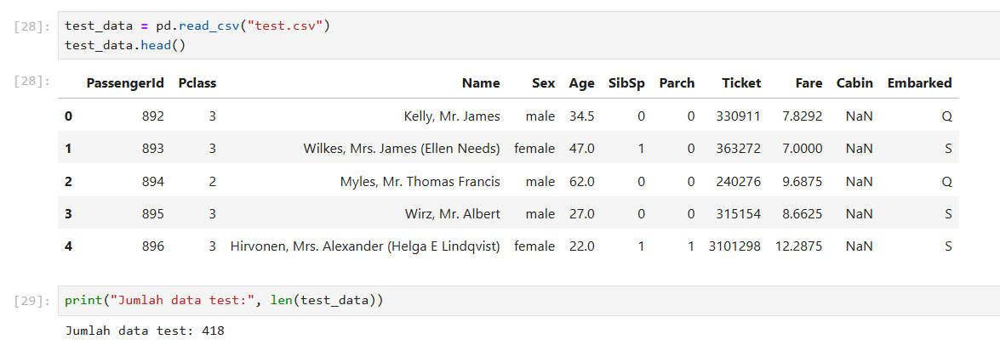 [28]: test_data = pd.read_csv("test.csv")
test_data.head()
[28]: PassengerId Pclass Name Sex Age SibSp Parch Ticket Fare Cabin Embarked
0 892 3 Kelly, Mr. James male 34.5 0 0 330911 7.8292 NaN Q
1 893 3 Wilkes, Mrs. James (Ellen Needs) female 47.0 1 0 363272 7.0000 NaN S
2 894 2 Myles, Mr. Thomas Francis male 62.0 0 0 240276 9.6875 NaN Q
3 895 3 Wirz, Mr. Albert male 27.0 0 0 315154 8.6625 NaN S
4 896 3 Hirvonen, Mrs. Alexander (Helga E Lindqvist) female 22.0 1 1 3101298 12.2875 NaN S
[29]: print("Jumlah data test:", len(test_data))
Jumlah data test: 418